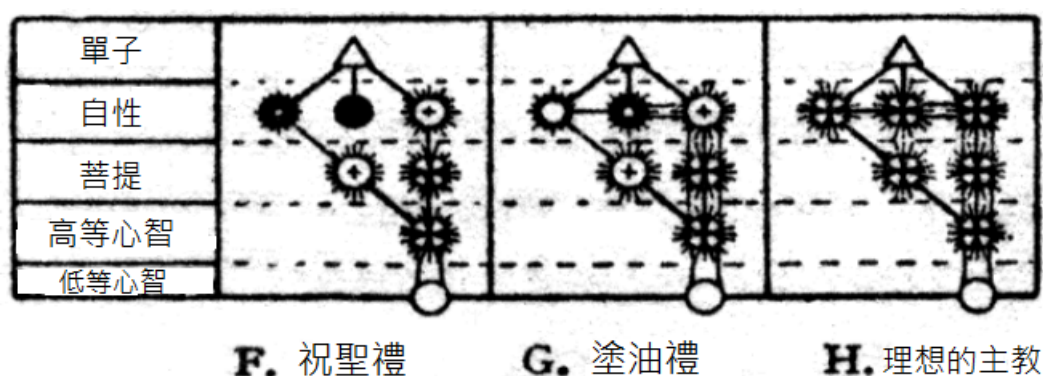 單子
自性
菩提
高等心智
低等心智
F. 祝聖禮 G. 塗油禮 H. 理想的主教